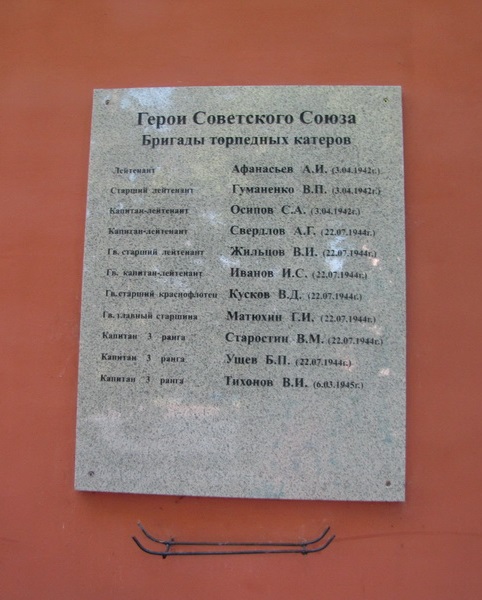 Герои Советского Союза
Бригады торпедных катеров
Лейтенант Афанасьев А.И. (3.04.1942г.)
Старший лейтенант Гуманенко В.П. (3.04.1942г.)
Капитан-лейтенант Осипов С.А. (3.04.1942г.)
Капитан-лейтенант Свердлов А.Г. (22.07.1944г.)
Гв. старший лейтенант Жильцов В.И. (22.07.1944г.)
Гв. капитан-лейтенант Иванов И.С. (22.07.1944г.)
Гв. старший краснофлотец Кусков В.Д. (22.07.1944г.)
Гв. главный старшина Матюхин Г.И. (22.07.1944г.)
Капитан 3 ранга Старостин В.М. (22.07.1944г.)
Капитан 3 ранга Ущев Б.П. (22.07.1944г.)
Капитан 3 ранга Тихонов В.И. (6.03.1945г.)